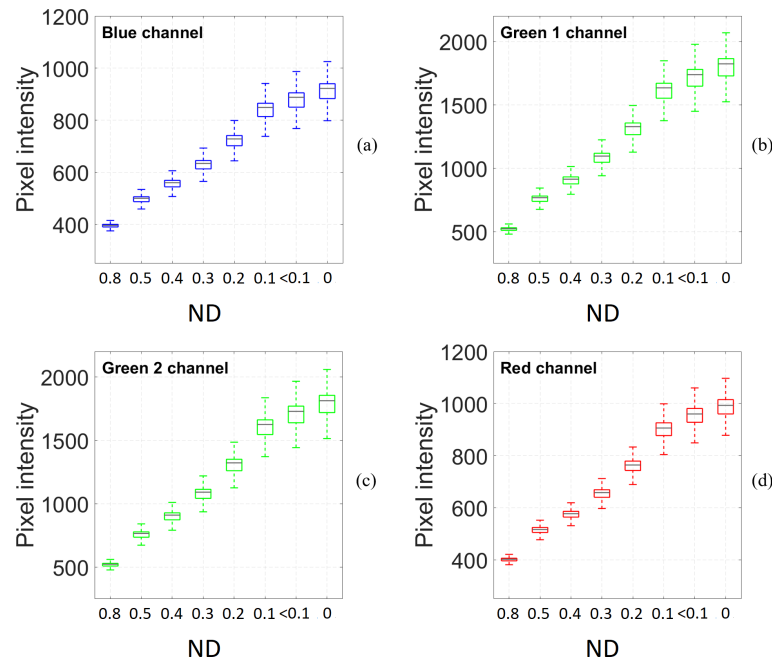 Blue channel
1200
1000
800
600
400
Pixel intensity
0.8 0.5 0.4 0.3 0.2 0.1 <0.1 0
ND
(a)
Green 1 channel
2000
1500
1000
500
Pixel intensity
0.8 0.5 0.4 0.3 0.2 0.1 <0.1 0
ND
(b)
Green 2 channel
2000
1500
1000
500
Pixel intensity
0.8 0.5 0.4 0.3 0.2 0.1 <0.1 0
ND
(c)
Red channel
1200
1000
800
600
400
Pixel intensity
0.8 0.5 0.4 0.3 0.2 0.1 <0.1 0
ND
(d)